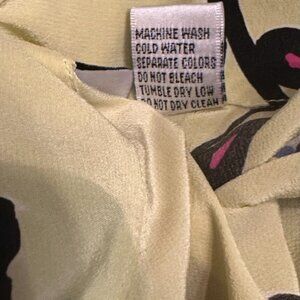 MACHINE WASH
COLD WATER
SEPARATE COLORS
DO NOT BLEACH
TUMBLE DRY LOW
DO NOT DRY CLEAN